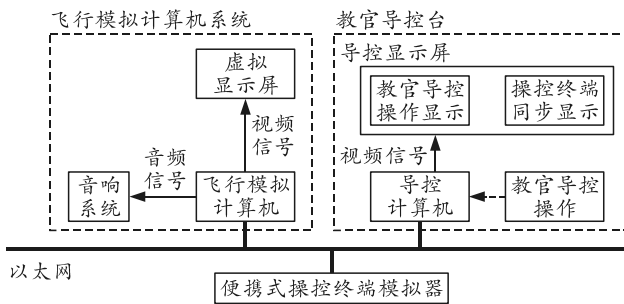 飞行模拟计算机系统
虚拟
显示屏
视频
信号
音频
信号
音响
系统
飞行模拟
计算机
教官导控台
导控显示屏
教官导控
操作显示
操控终端
同步显示
视频信号
导控
计算机
教官导控
操作
以太网
便携式操控终端模拟器